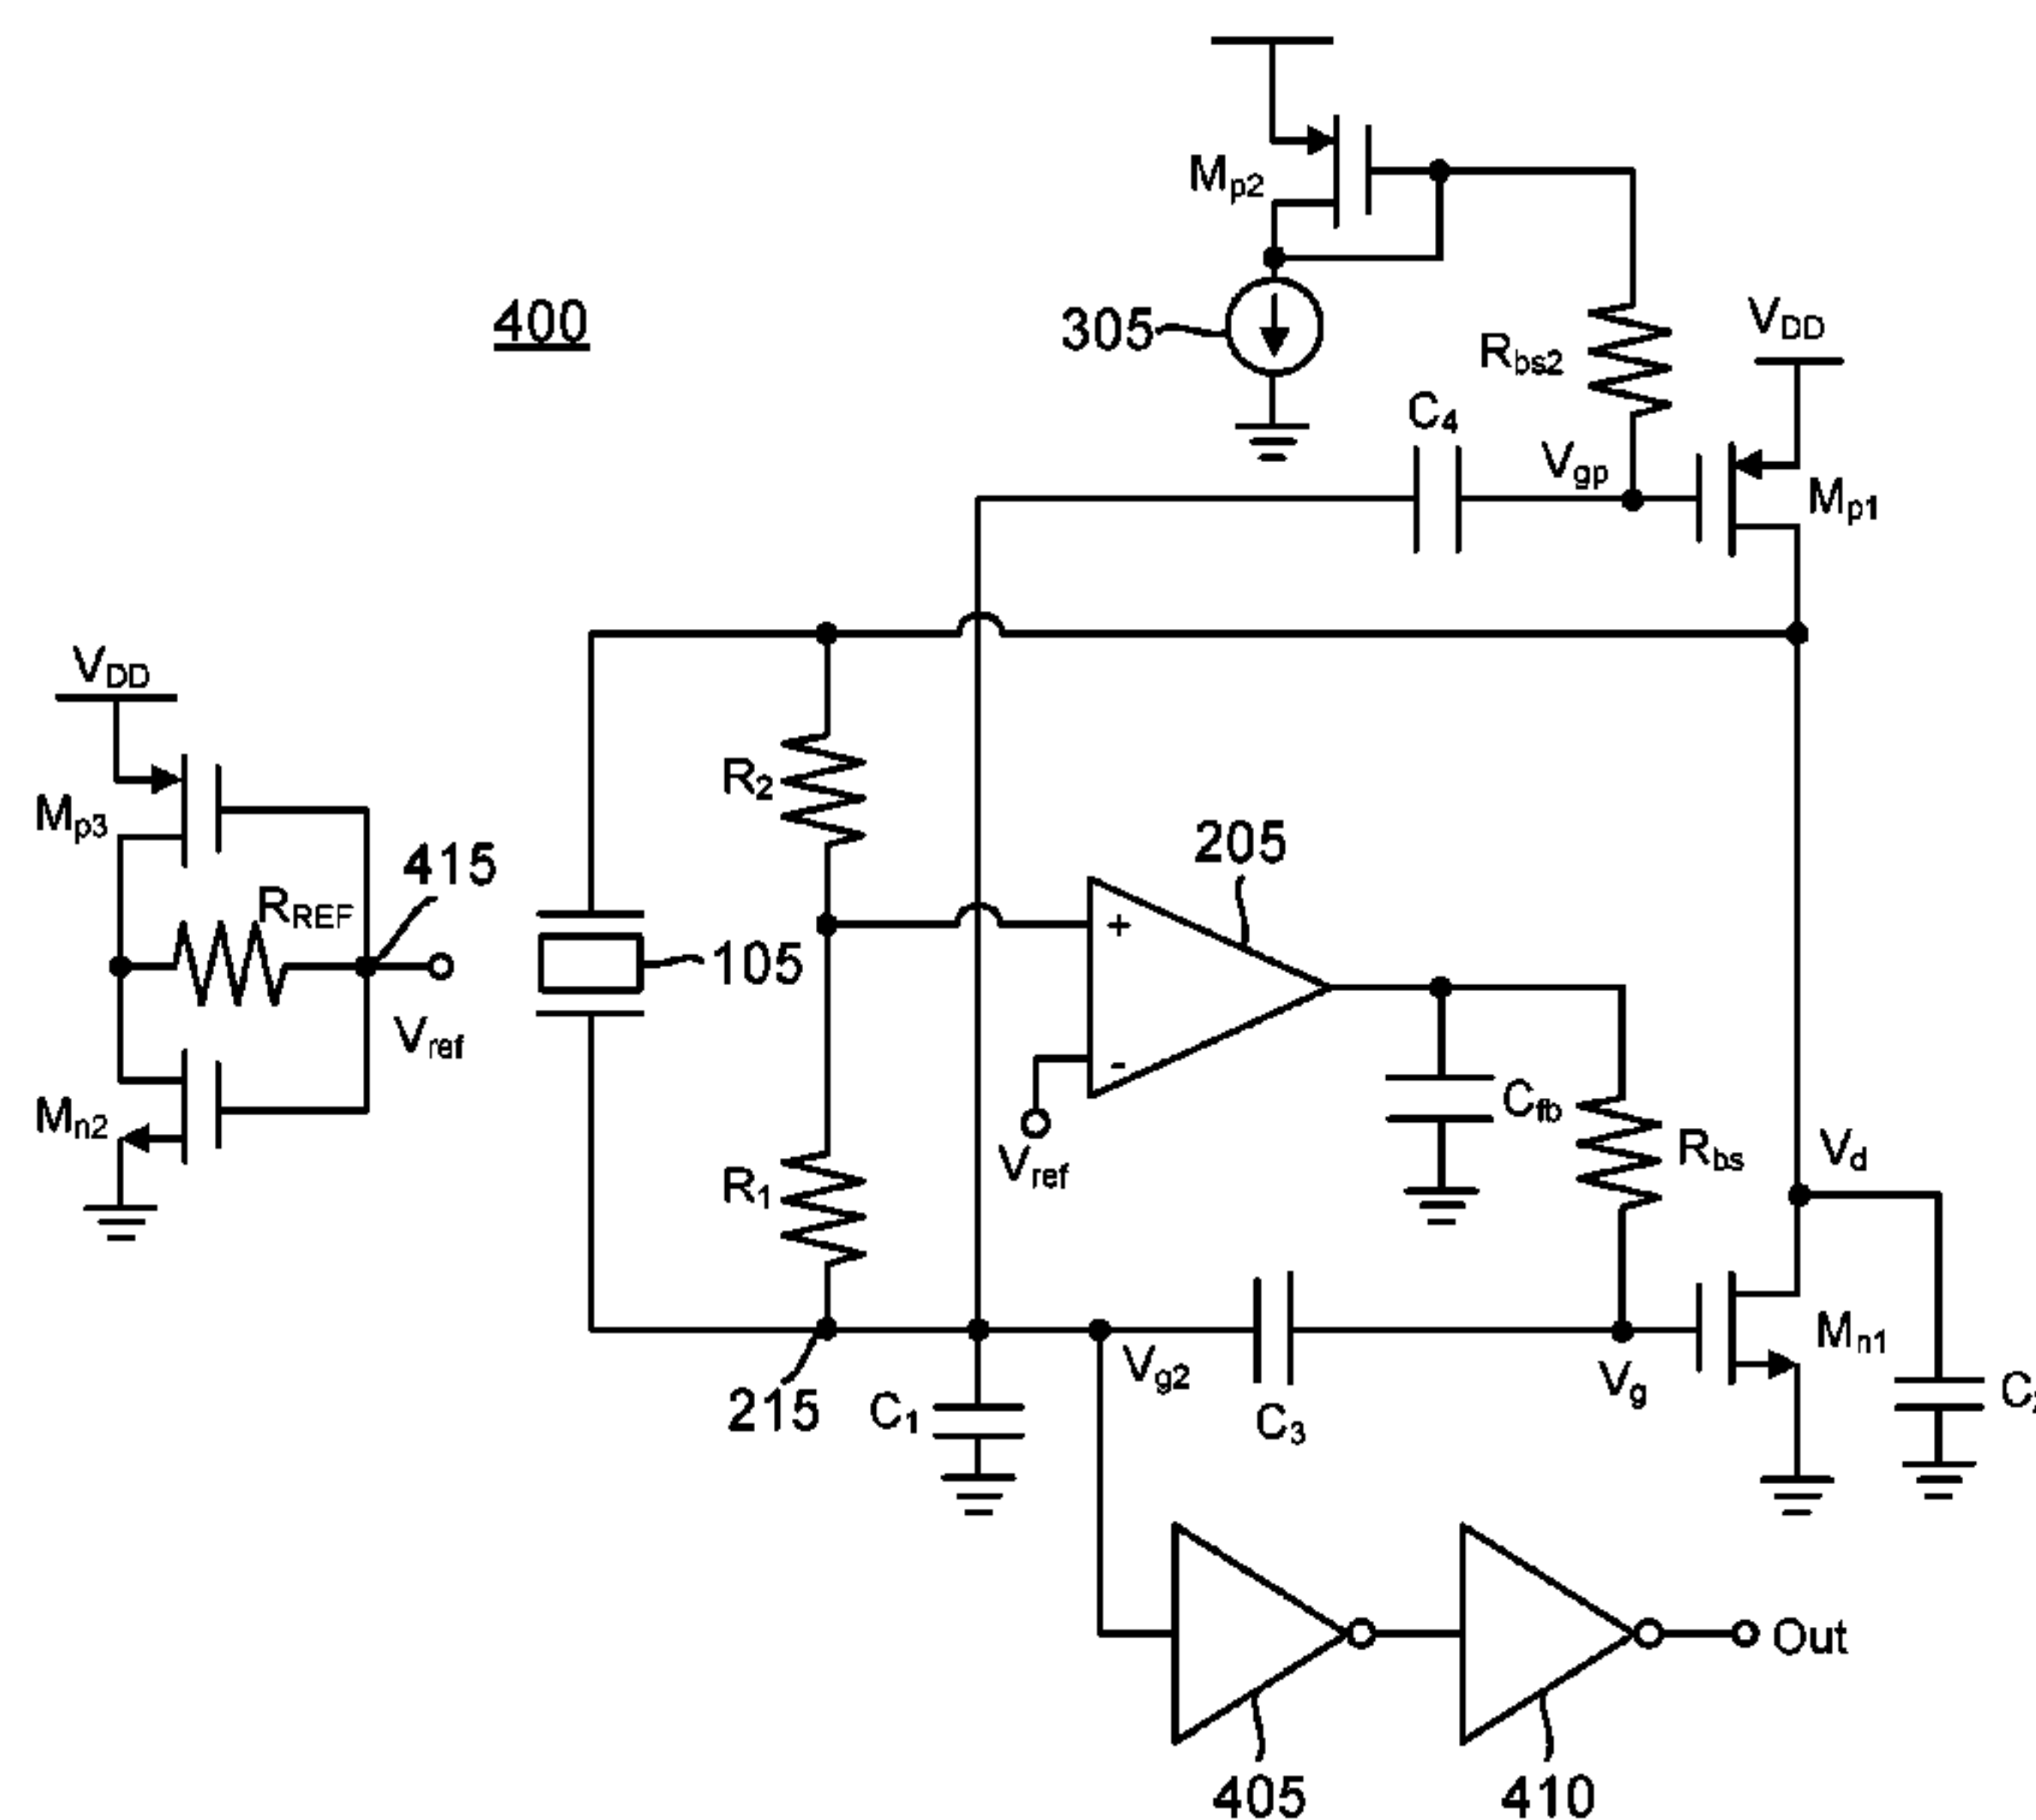 Mp2
400
305
Rbs2
VDD
C4
Vgp
Mp1
VDD
R2
205
Mp3
415
RREF
+
105
Vref
-
Cfb
Mn2
Vref
Rbs
Vd
R1
Mn1
Vg2
Vg
215
C1
C3
Out
405
410